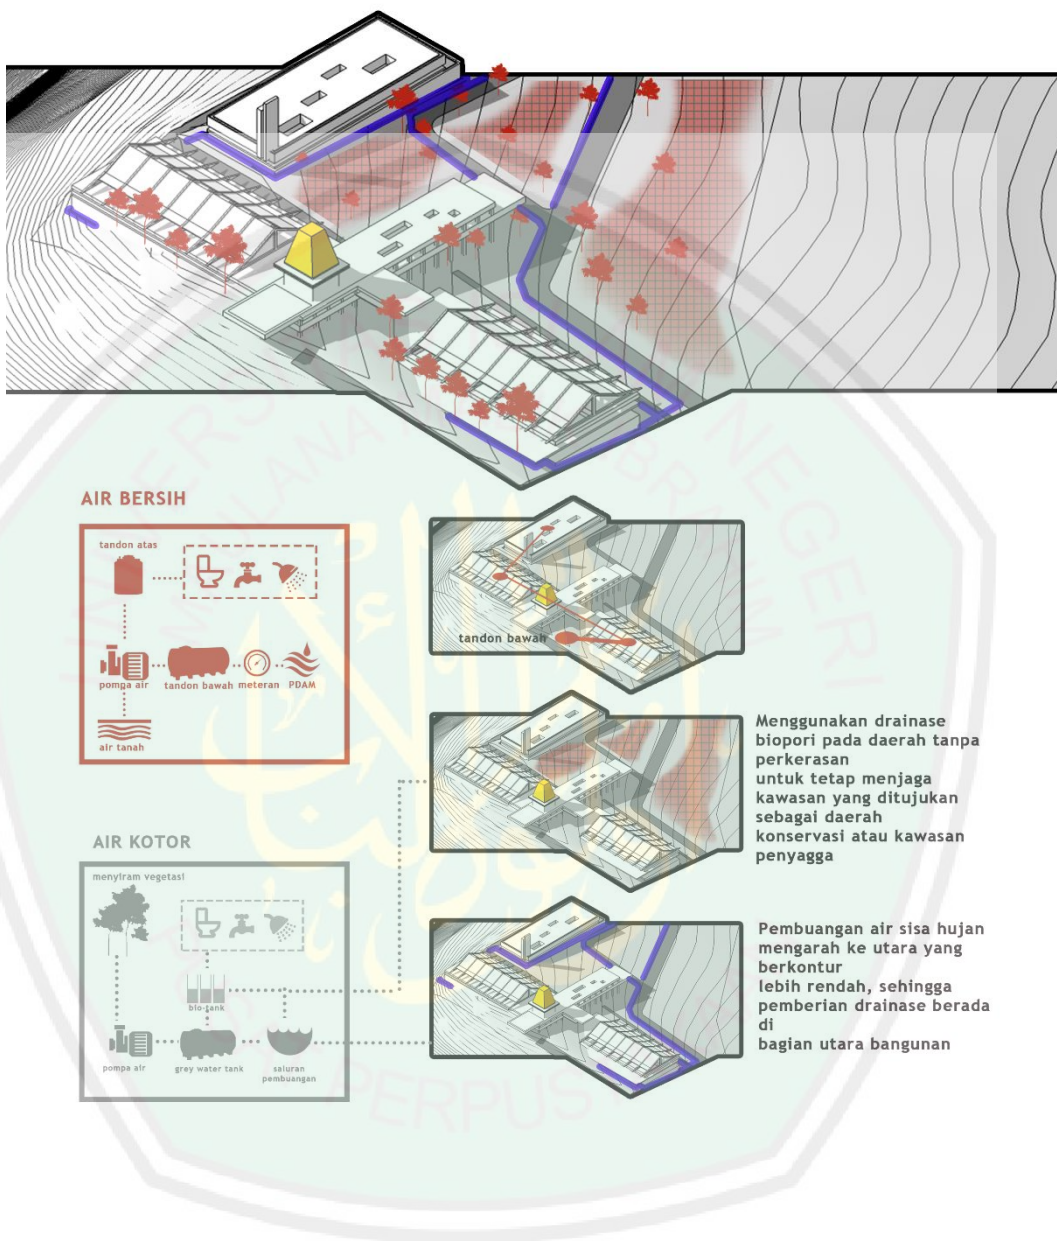 AIR BERSIH
tandon atas
pompa air
tandon bawah
meteran
PDAM
air tanah
tandon bawah
Menggunakan drainase
biopori pada daerah tanpa
perkerasan
untuk tetap menjaga
kawasan yang ditujukan
sebagai daerah
konservasi atau kawasan
penyagga
AIR KOTOR
menyiram vegetasi
bio-tank
pompa air
grey water tank
saluran
pembuangan
Pembuangan air sisa hujan
mengarah ke utara yang
berkontur
lebih rendah, sehingga
pemberian drainase berada
di
bagian utara bangunan